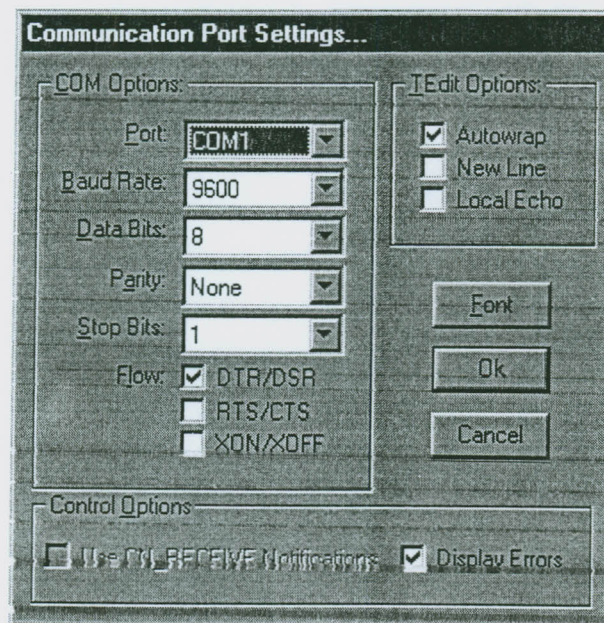 Communication Port Settings...
COM Options:
Port: COM1
Baud Rate: 9600
Data Bits: 8
Parity: None
Stop Bits: 1
Flow: DTR/DSR
RTS/CTS
XON/XOFF
TEdit Options:
Autowrap
New Line
Local Echo
Font
Ok
Cancel
Control Options
Use CN_RECEIVE Notifications
Display Errors